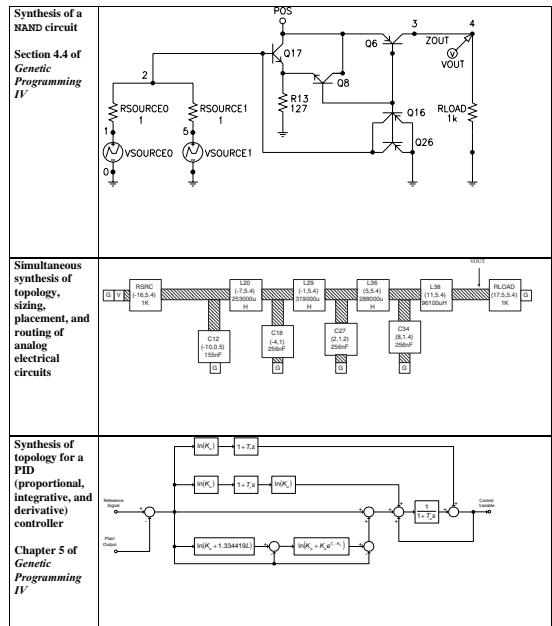 Synthesis of a
NAND circuit
Section 4.4 of
Genetic
Programming
IV
POS
3
4
Q6
ZOUT
V
VOUT
Q17
2
Q8
R13
127
RSOURCE0
1
RSOURCE1
1
Q16
RLOAD
1k
1
5
Q26
VSOURCE0
VSOURCE1
0
Simultaneous
synthesis of
topology,
sizing,
placement, and
routing of
analog
electrical
circuits
VOUT
G
V
RSRC
(-16,5.4)
1K
L20
(-7,5.4)
253000u
H
L29
(-1,5.4)
319000u
H
L36
(5,5.4)
288000u
H
L38
(11,5.4)
96100uH
RLOAD
(17.5,5.4)
1K
G
C12
(-10,0.5)
155nF
C18
(-4,1)
256nF
C27
(2,1.2)
256nF
C34
(8,1.4)
256nF
G
G
G
G
Synthesis of
topology for a
PID
(proportional,
integrative, and
derivative)
controller
Chapter 5 of
Genetic
Programming
IV
Reference
Signal
Plant
Output
Control
Variable